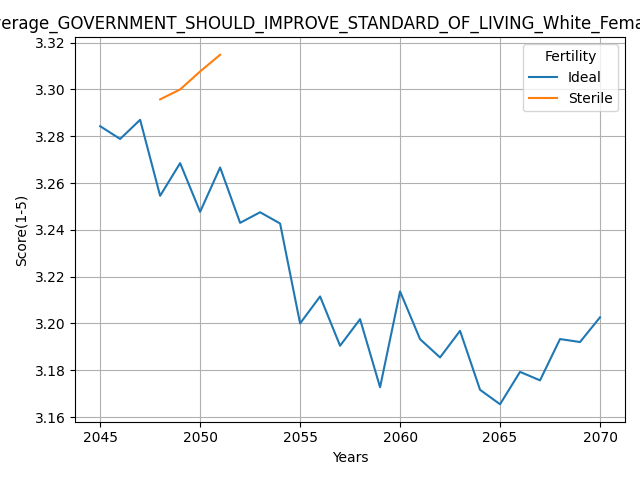 verage_GOVERNMENT_SHOULD_IMPROVE_STANDARD_OF_LIVING_White_Fema
3.32
3.30
3.28
3.26
3.24
3.22
3.20
3.18
3.16
Score(1-5)
Fertility
Ideal
Sterile
2045 2050 2055 2060 2065 2070
Years